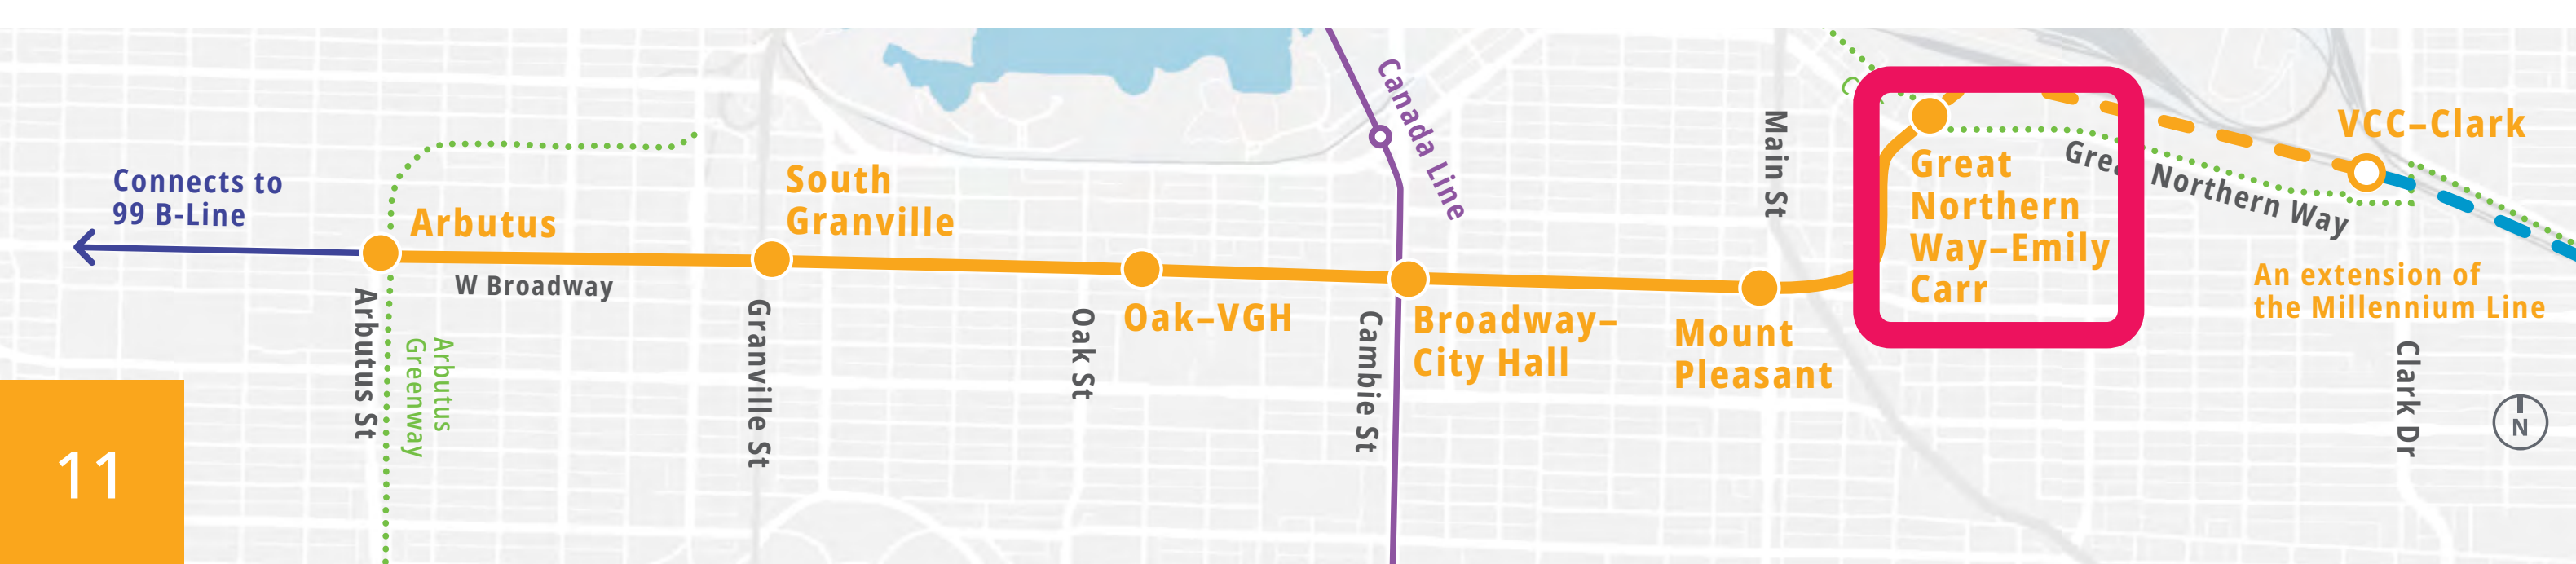 Connects to
99 B-Line
Arbutus
W Broadway
Arbutus St
Arbutus
Greenway
South
Granville
Granville St
Oak St
Oak–VGH
Canada Line
Cambie St
Broadway–
City Hall
Main St
Mount
Pleasant
C
Great
Northern
Way–Emily
Carr
Great Northern Way
VCC–Clark
An extension of
the Millennium Line
Clark Dr
N
11